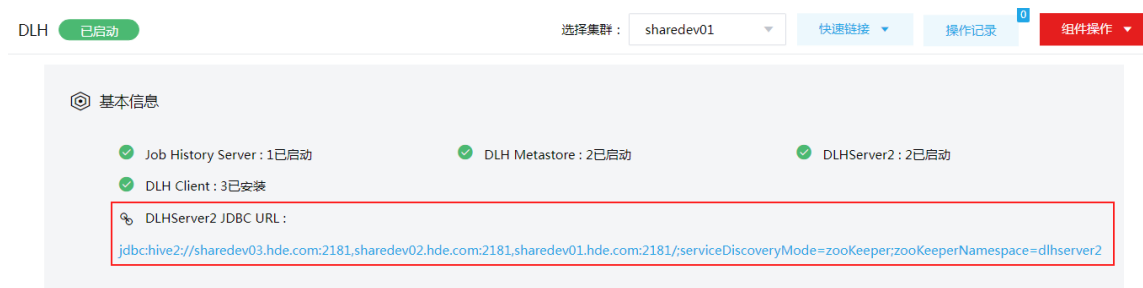 DLH 已启动 选择集群： sharedev01 快速链接 操作记录 0 组件操作
基本信息
Job History Server : 1已启动 DLH Metastore : 2已启动 DLHServer2 : 2已启动
DLH Client : 3已安装
DLHServer2 JDBC URL :
jdbc:hive2://sharedev03.hde.com:2181,sharedev02.hde.com:2181,sharedev01.hde.com:2181/;serviceDiscoveryMode=zooKeeper;zooKeeperNamespace=dlhserver2